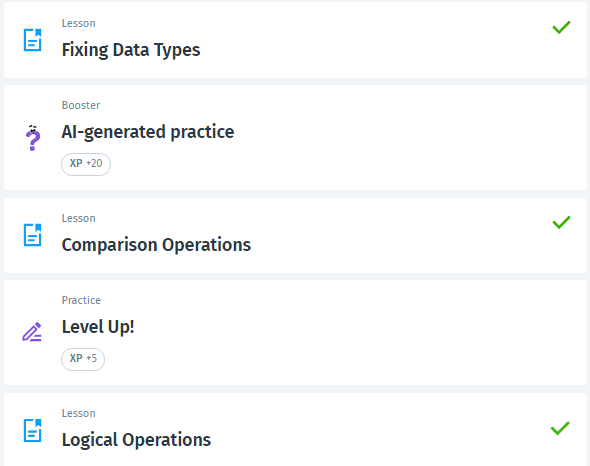 Lesson
Fixing Data Types
Booster
AI-generated practice
XP +20
Lesson
Comparison Operations
Practice
Level Up!
XP +5
Lesson
Logical Operations